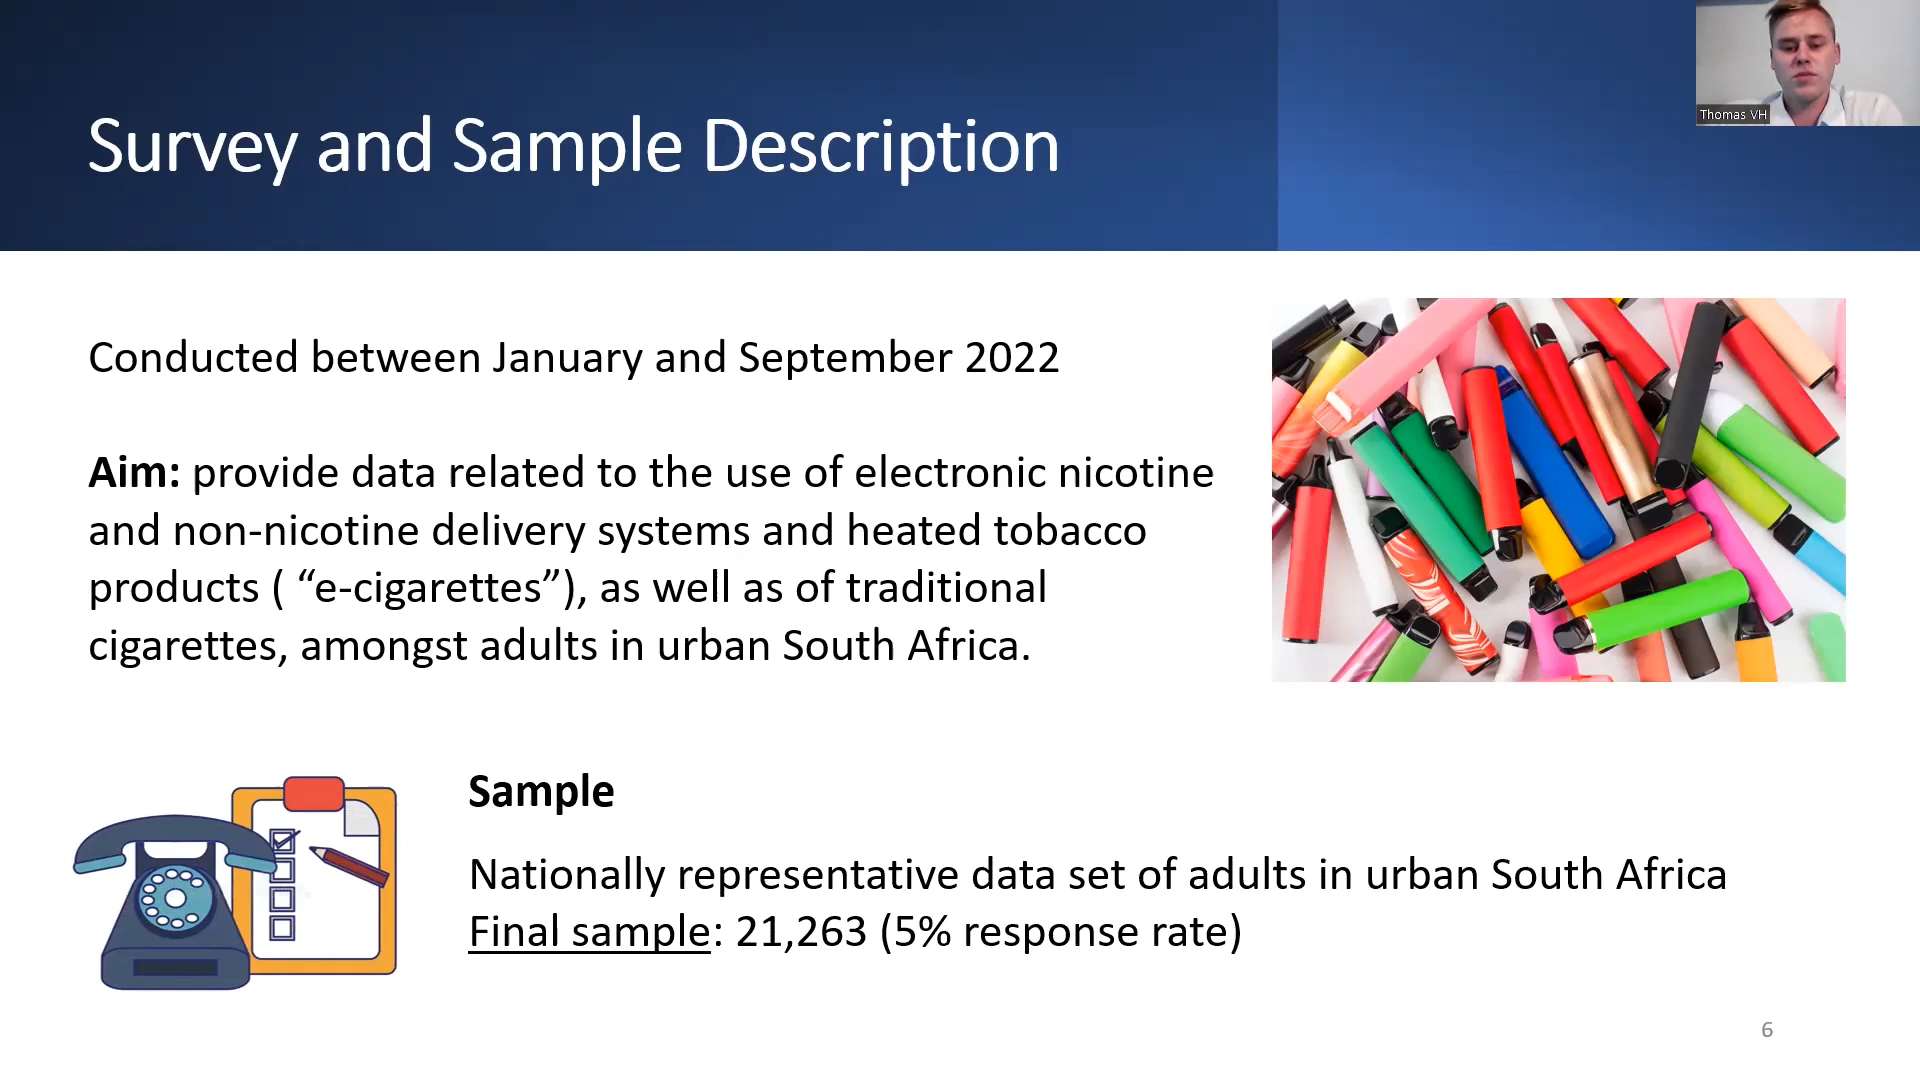 Thomas VH
Survey and Sample Description
Conducted between January and September 2022
Aim: provide data related to the use of electronic nicotine
and non-nicotine delivery systems and heated tobacco
products ( “e-cigarettes”), as well as of traditional
cigarettes, amongst adults in urban South Africa.
Sample
Nationally representative data set of adults in urban South Africa
Final sample: 21,263 (5% response rate)
6